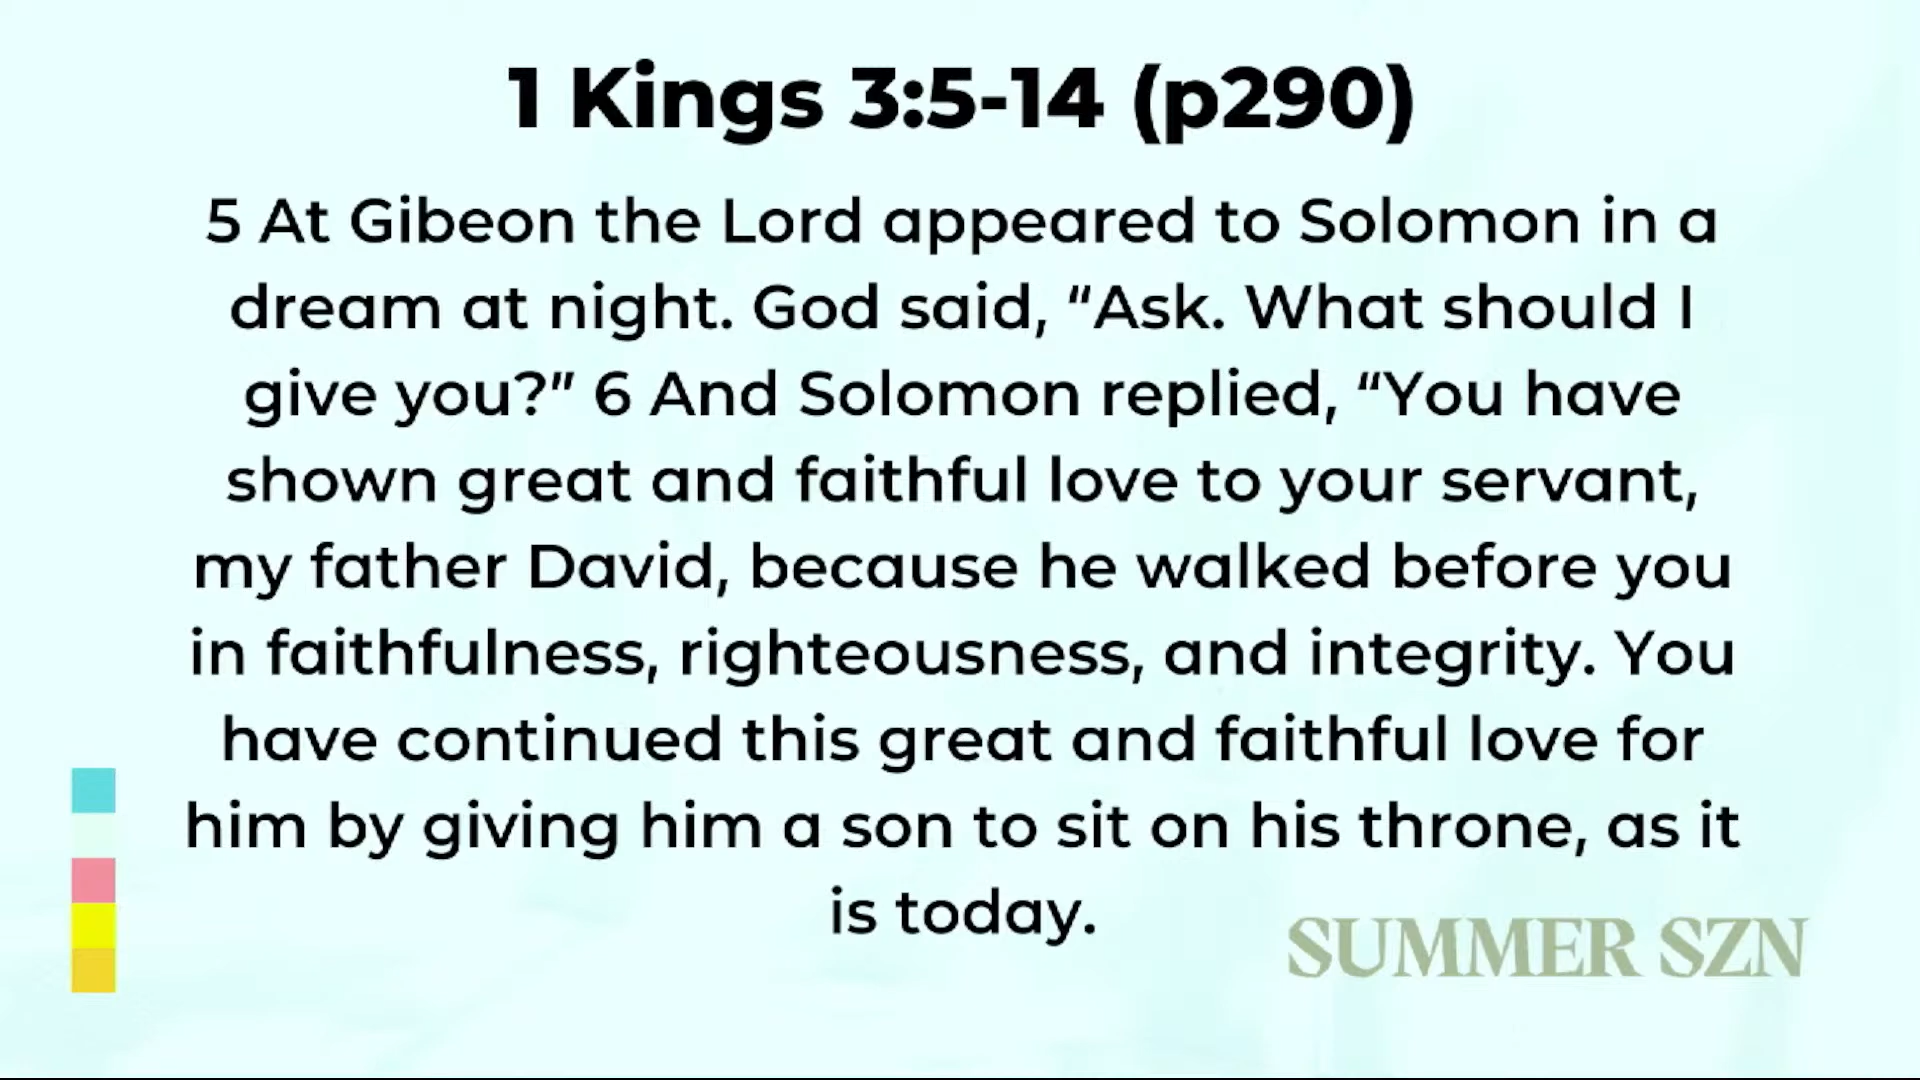 1 Kings 3:5-14 (p290)
5 At Gibeon the Lord appeared to Solomon in a
dream at night. God said, “Ask. What should I
give you?” 6 And Solomon replied, “You have
shown great and faithful love to your servant,
my father David, because he walked before you
in faithfulness, righteousness, and integrity. You
have continued this great and faithful love for
him by giving him a son to sit on his throne, as it
is today.
SUMMER SZN